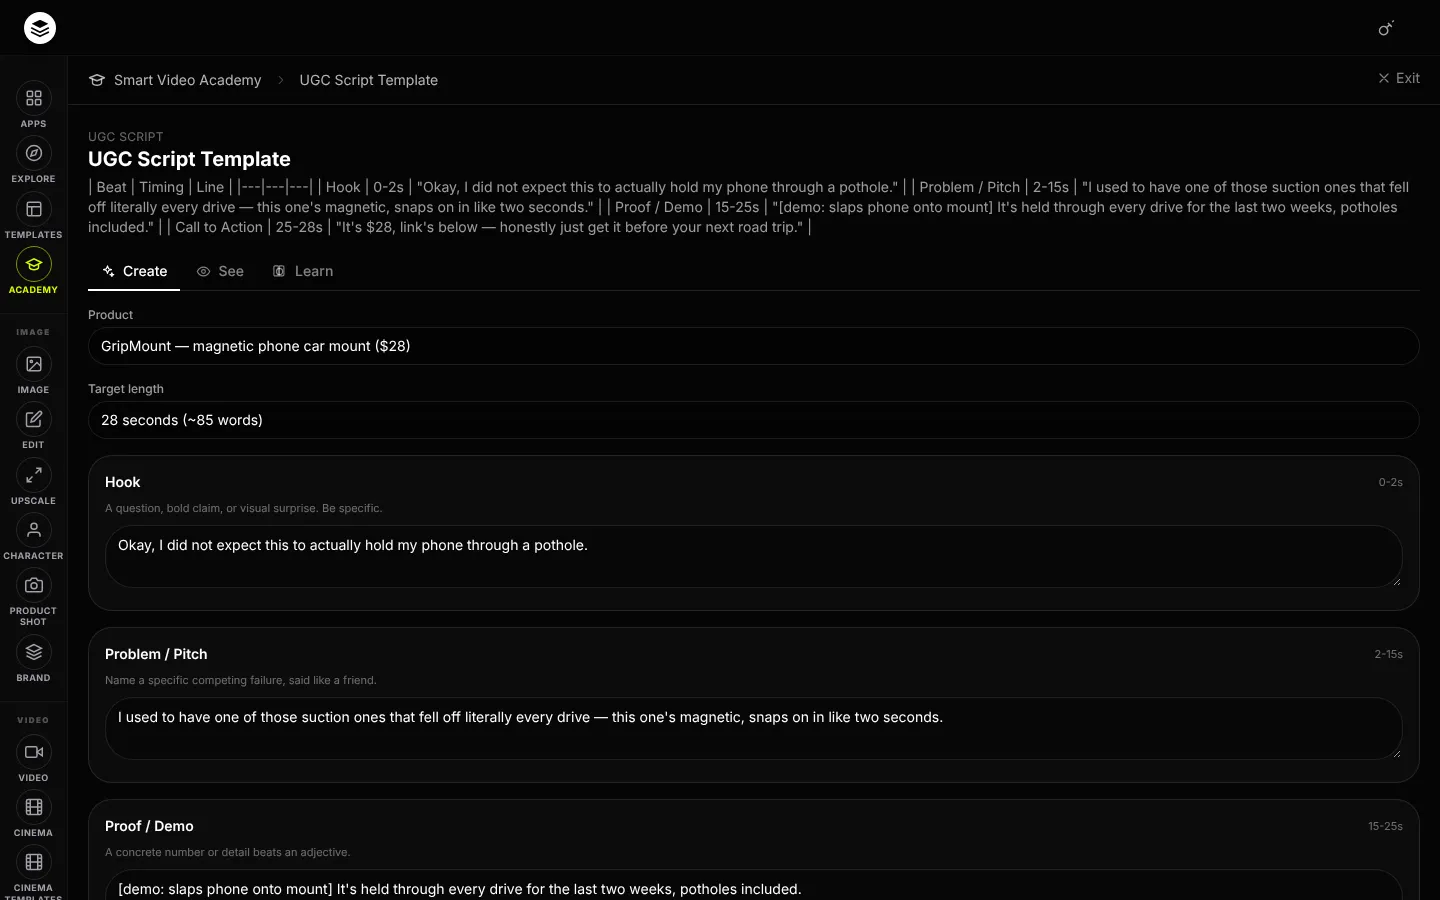 Smart Video Academy > UGC Script Template
Exit
APPS
EXPLORE
TEMPLATES
ACADEMY
IMAGE
IMAGE
EDIT
UPSCALE
CHARACTER
PRODUCT
SHOT
BRAND
VIDEO
VIDEO
CINEMA
CINEMA
TEMPLATES
UGC SCRIPT
UGC Script Template
| Beat | Timing | Line | |---|---|---| | Hook | 0-2s | "Okay, I did not expect this to actually hold my phone through a pothole." | | Problem / Pitch | 2-15s | "I used to have one of those suction ones that fell
off literally every drive — this one's magnetic, snaps on in like two seconds." | | Proof / Demo | 15-25s | "[demo: slaps phone onto mount] It's held through every drive for the last two weeks, potholes
included." | | Call to Action | 25-28s | "It's $28, link's below — honestly just get it before your next road trip." |
Create See Learn
Product
GripMount — magnetic phone car mount ($28)
Target length
28 seconds (~85 words)
Hook 0-2s
A question, bold claim, or visual surprise. Be specific.
Okay, I did not expect this to actually hold my phone through a pothole.
Problem / Pitch 2-15s
Name a specific competing failure, said like a friend.
I used to have one of those suction ones that fell off literally every drive — this one's magnetic, snaps on in like two seconds.
Proof / Demo 15-25s
A concrete number or detail beats an adjective.
[demo: slaps phone onto mount] It's held through every drive for the last two weeks, potholes included.